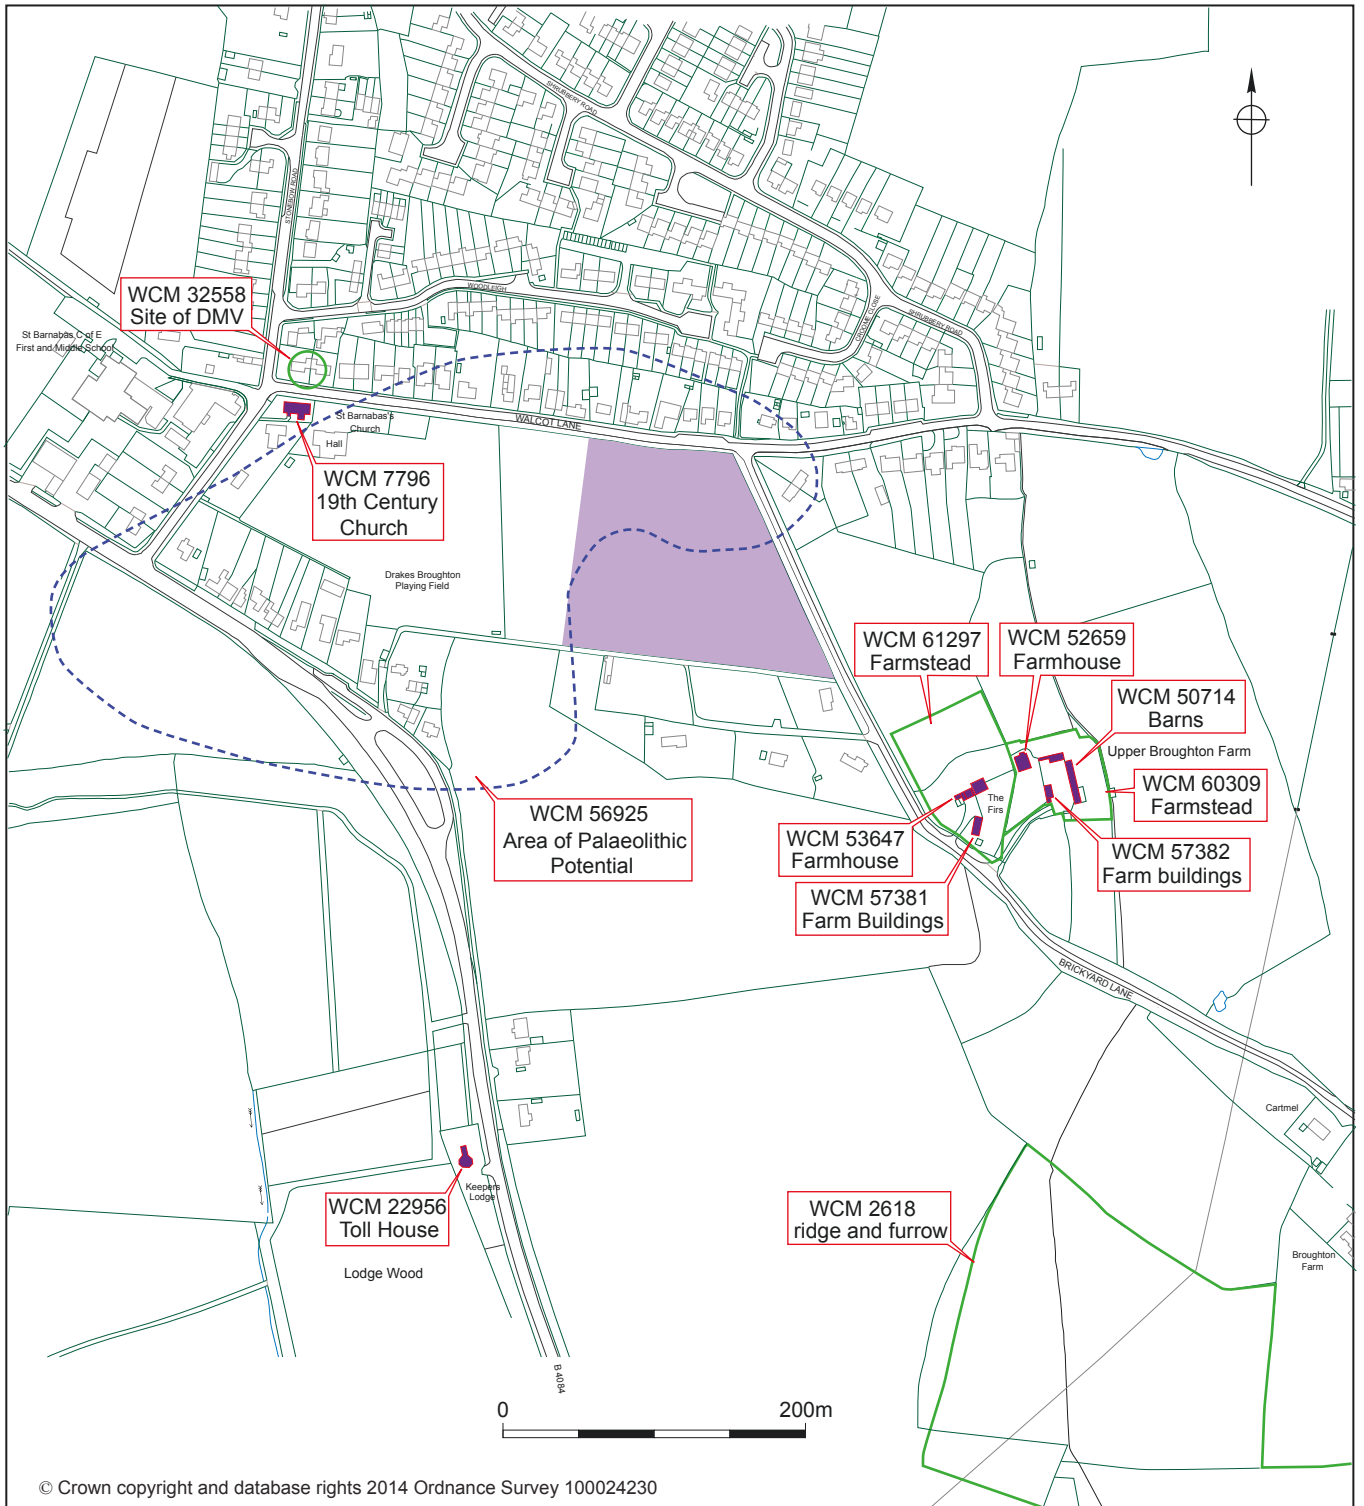 SHRUBBERY ROAD
STONEBOW ROAD
WCM 32558
Site of DMV
WOODLEIGH
CROOME CLOSE
SHRUBBERY ROAD
St Barnabas C of E
First and Middle School
St Barnabas's
Church
Hall
WALCOT LANE
WCM 7796
19th Century
Church
Drakes Broughton
Playing Field
WCM 61297
Farmstead
WCM 52659
Farmhouse
WCM 50714
Barns
Upper Broughton Farm
WCM 60309
Farmstead
The
Firs
WCM 56925
Area of Palaeolithic
Potential
WCM 53647
Farmhouse
WCM 57382
Farm buildings
WCM 57381
Farm Buildings
BRICKYARD LANE
Cartmel
Keepers
Lodge
WCM 22956
Toll House
WCM 2618
ridge and furrow
Broughton
Farm
Lodge Wood
B 4084
0 200m
© Crown copyright and database rights 2014 Ordnance Survey 100024230